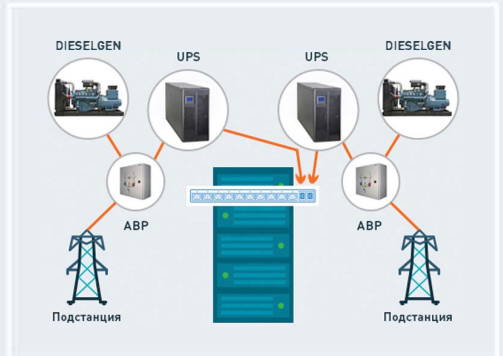 DIESELGEN
UPS
UPS
DIESELGEN
АВР
АВР
Подстанция
Подстанция